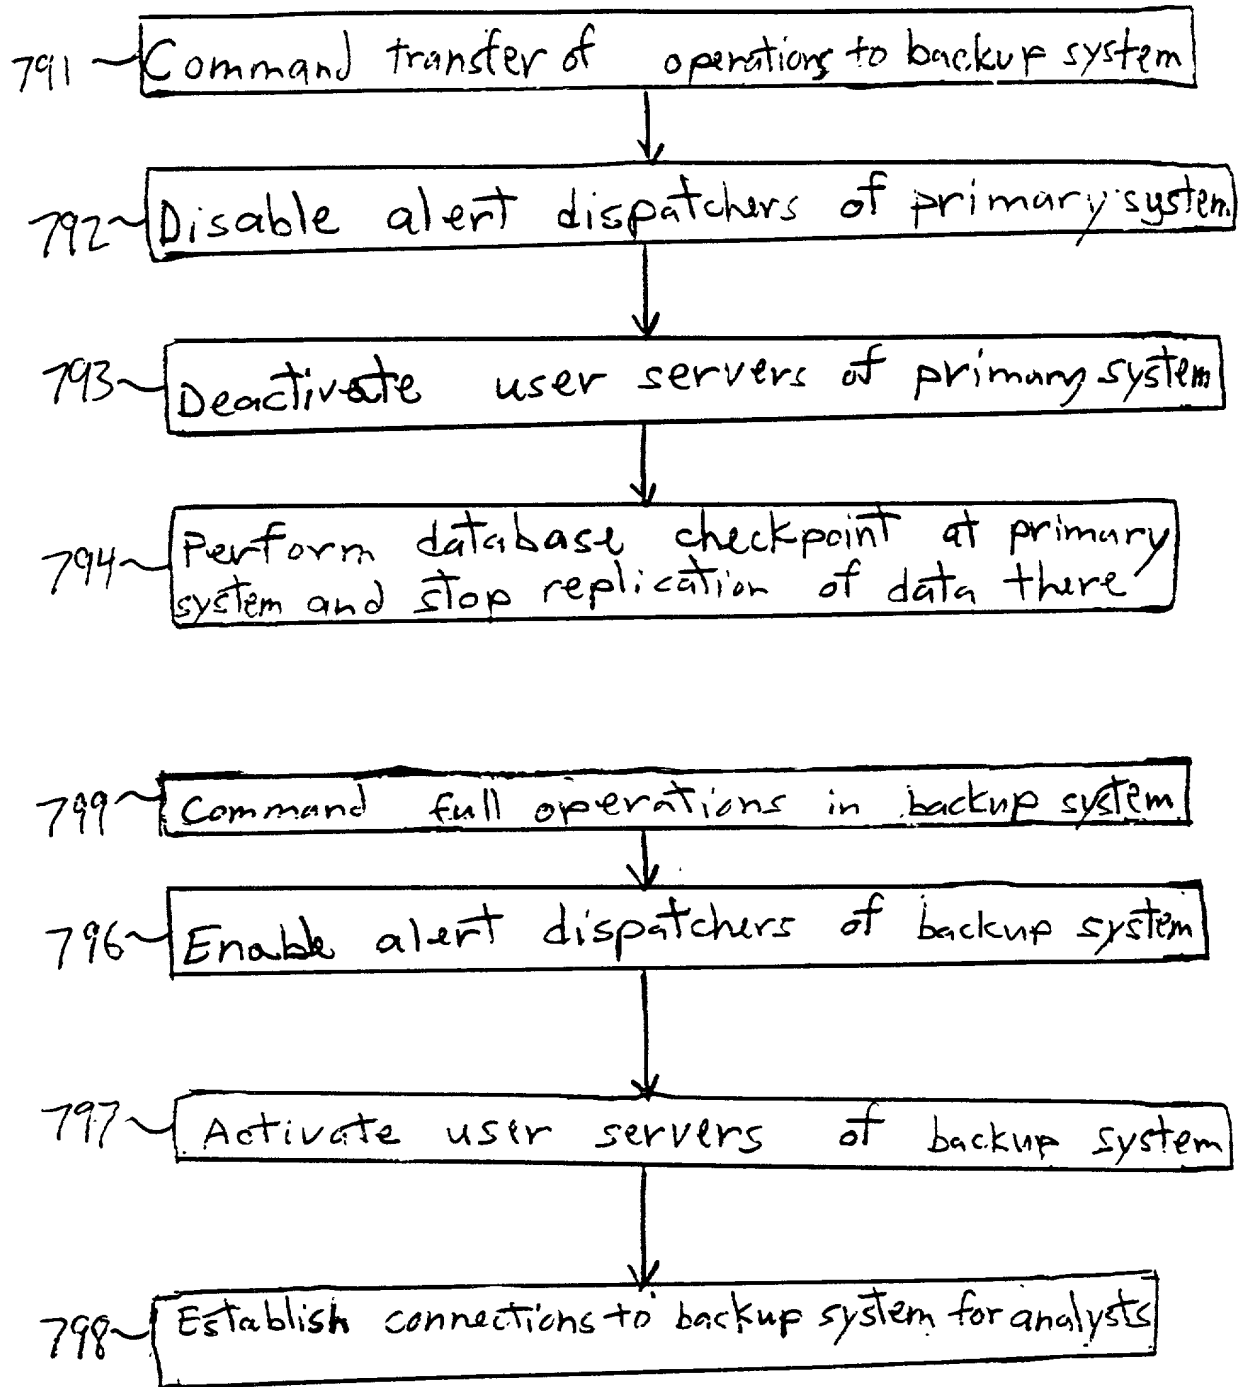 791 Command transfer of operations to backup system
792 Disable alert dispatchers of primary system
793 Deactivate user servers of primary system
794 Perform database checkpoint at primary
system and stop replication of data there
799 Command full operations in backup system
796 Enable alert dispatchers of backup system
797 Activate user servers of backup system
798 Establish connections to backup system for analysts